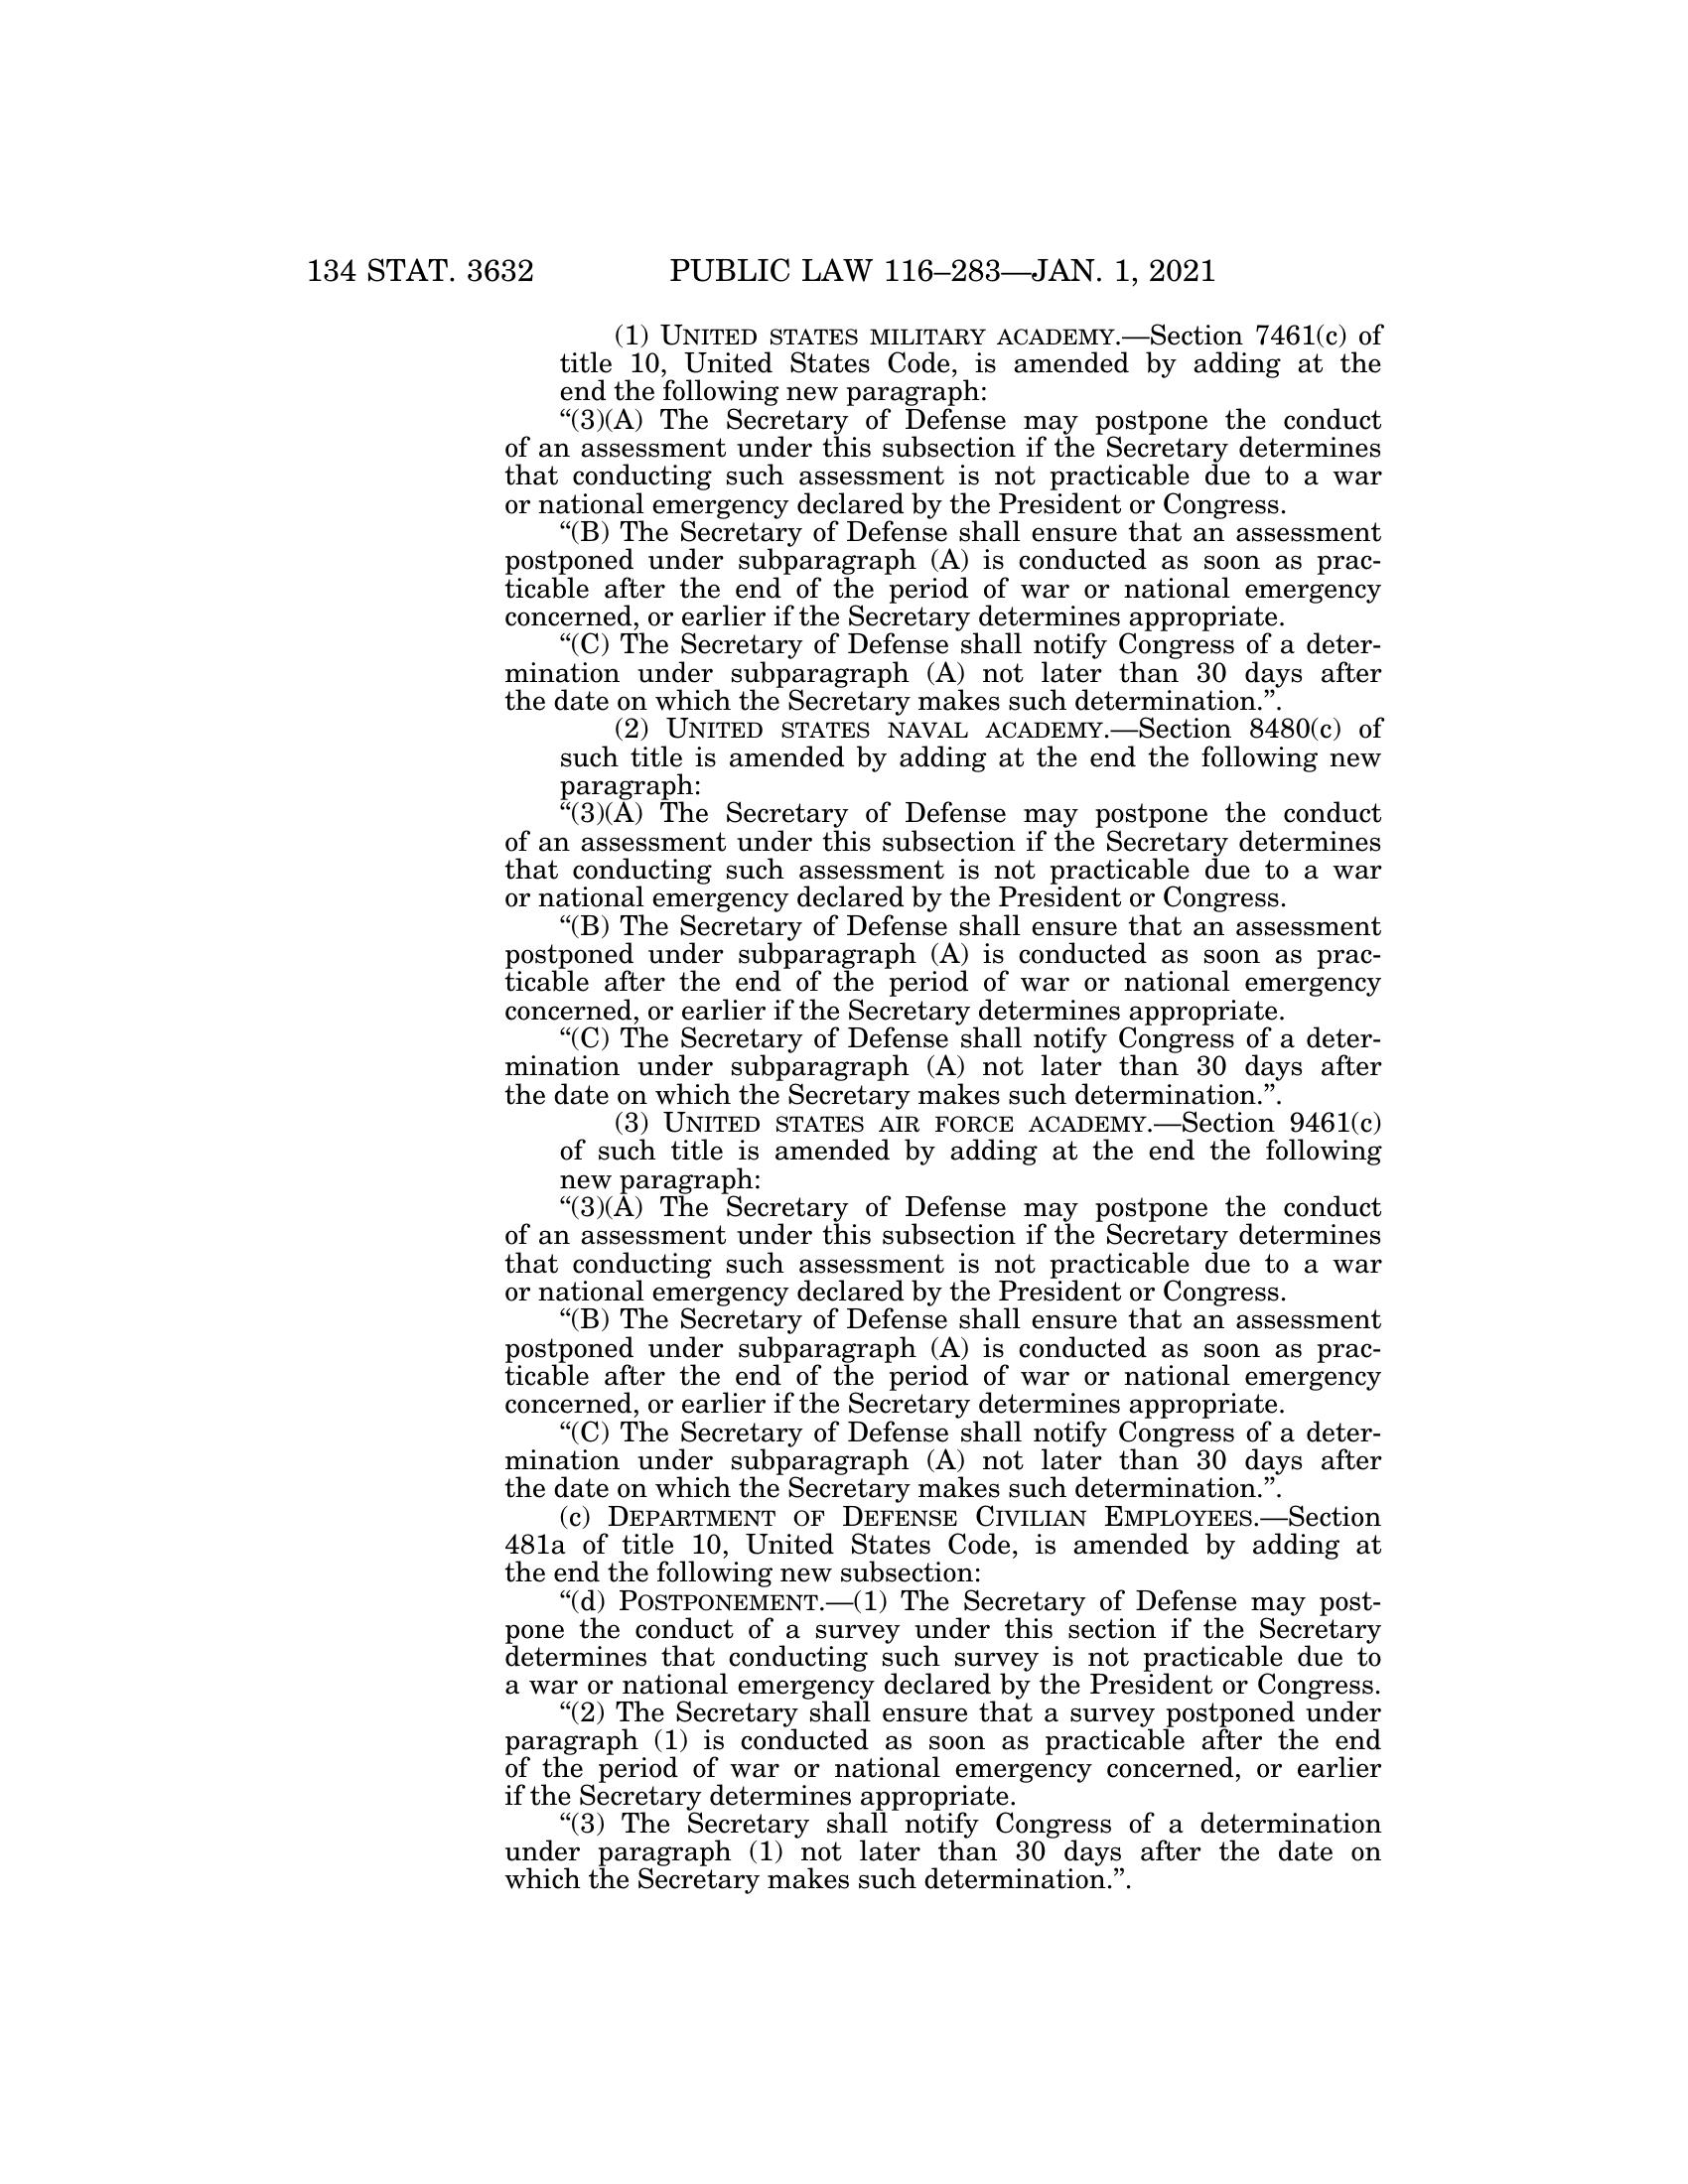 134 STAT. 3632 PUBLIC LAW 116–283—JAN. 1, 2021
(1) UNITED STATES MILITARY ACADEMY.—Section 7461(c) of
title 10, United States Code, is amended by adding at the
end the following new paragraph:
“(3)(A) The Secretary of Defense may postpone the conduct
of an assessment under this subsection if the Secretary determines
that conducting such assessment is not practicable due to a war
or national emergency declared by the President or Congress.
“(B) The Secretary of Defense shall ensure that an assessment
postponed under subparagraph (A) is conducted as soon as prac-
ticable after the end of the period of war or national emergency
concerned, or earlier if the Secretary determines appropriate.
“(C) The Secretary of Defense shall notify Congress of a deter-
mination under subparagraph (A) not later than 30 days after
the date on which the Secretary makes such determination.”.
(2) UNITED STATES NAVAL ACADEMY.—Section 8480(c) of
such title is amended by adding at the end the following new
paragraph:
“(3)(A) The Secretary of Defense may postpone the conduct
of an assessment under this subsection if the Secretary determines
that conducting such assessment is not practicable due to a war
or national emergency declared by the President or Congress.
“(B) The Secretary of Defense shall ensure that an assessment
postponed under subparagraph (A) is conducted as soon as prac-
ticable after the end of the period of war or national emergency
concerned, or earlier if the Secretary determines appropriate.
“(C) The Secretary of Defense shall notify Congress of a deter-
mination under subparagraph (A) not later than 30 days after
the date on which the Secretary makes such determination.”.
(3) UNITED STATES AIR FORCE ACADEMY.—Section 9461(c)
of such title is amended by adding at the end the following
new paragraph:
“(3)(A) The Secretary of Defense may postpone the conduct
of an assessment under this subsection if the Secretary determines
that conducting such assessment is not practicable due to a war
or national emergency declared by the President or Congress.
“(B) The Secretary of Defense shall ensure that an assessment
postponed under subparagraph (A) is conducted as soon as prac-
ticable after the end of the period of war or national emergency
concerned, or earlier if the Secretary determines appropriate.
“(C) The Secretary of Defense shall notify Congress of a deter-
mination under subparagraph (A) not later than 30 days after
the date on which the Secretary makes such determination.”.
(c) DEPARTMENT OF DEFENSE CIVILIAN EMPLOYEES.—Section
481a of title 10, United States Code, is amended by adding at
the end the following new subsection:
“(d) POSTPONEMENT.—(1) The Secretary of Defense may post-
pone the conduct of a survey under this section if the Secretary
determines that conducting such survey is not practicable due to
a war or national emergency declared by the President or Congress.
“(2) The Secretary shall ensure that a survey postponed under
paragraph (1) is conducted as soon as practicable after the end
of the period of war or national emergency concerned, or earlier
if the Secretary determines appropriate.
“(3) The Secretary shall notify Congress of a determination
under paragraph (1) not later than 30 days after the date on
which the Secretary makes such determination.”.